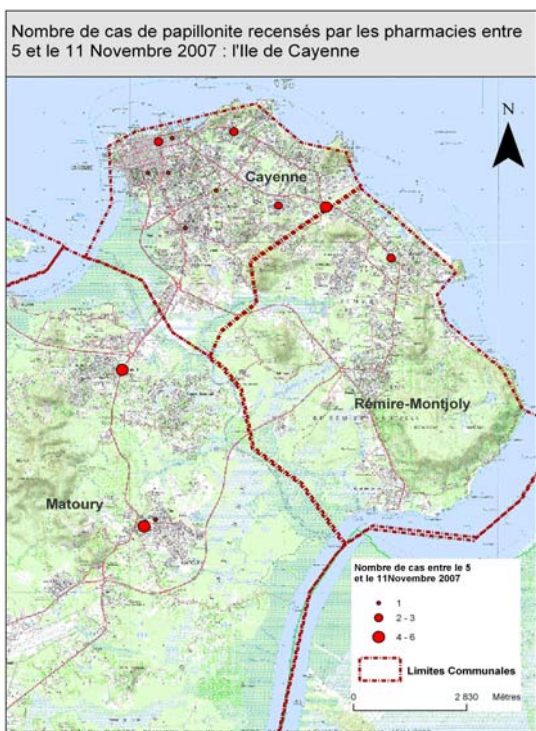 Nombre de cas de papillonite recensés par les pharmacies entre
5 et le 11 Novembre 2007 : l'Ile de Cayenne
N
Cayenne
Rémire-Montjoly
Matoury
Nombre de cas entre le 5
et le 11Novembre 2007
1
2 - 3
4 - 6
Limites Communales
0 2 830 Mètres